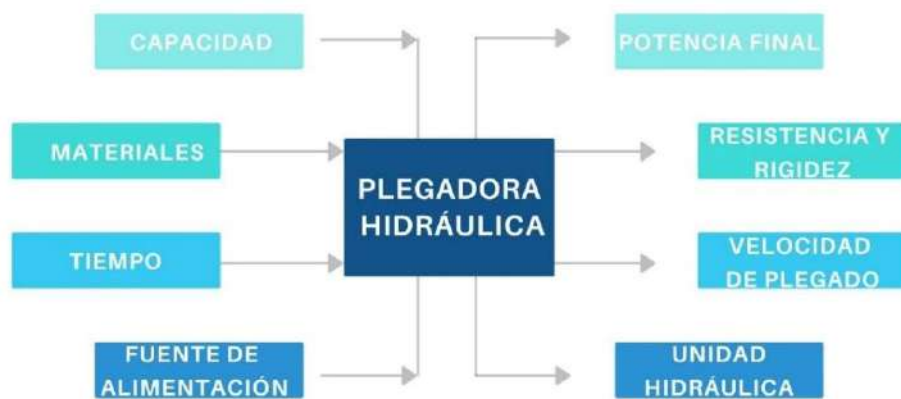 CAPACIDAD
POTENCIA FINAL
MATERIALES
RESISTENCIA Y
RIGIDEZ
PLEGADORA
HIDRÁULICA
TIEMPO
VELOCIDAD
DE PLEGADO
FUENTE DE
ALIMENTACIÓN
UNIDAD
HIDRÁULICA